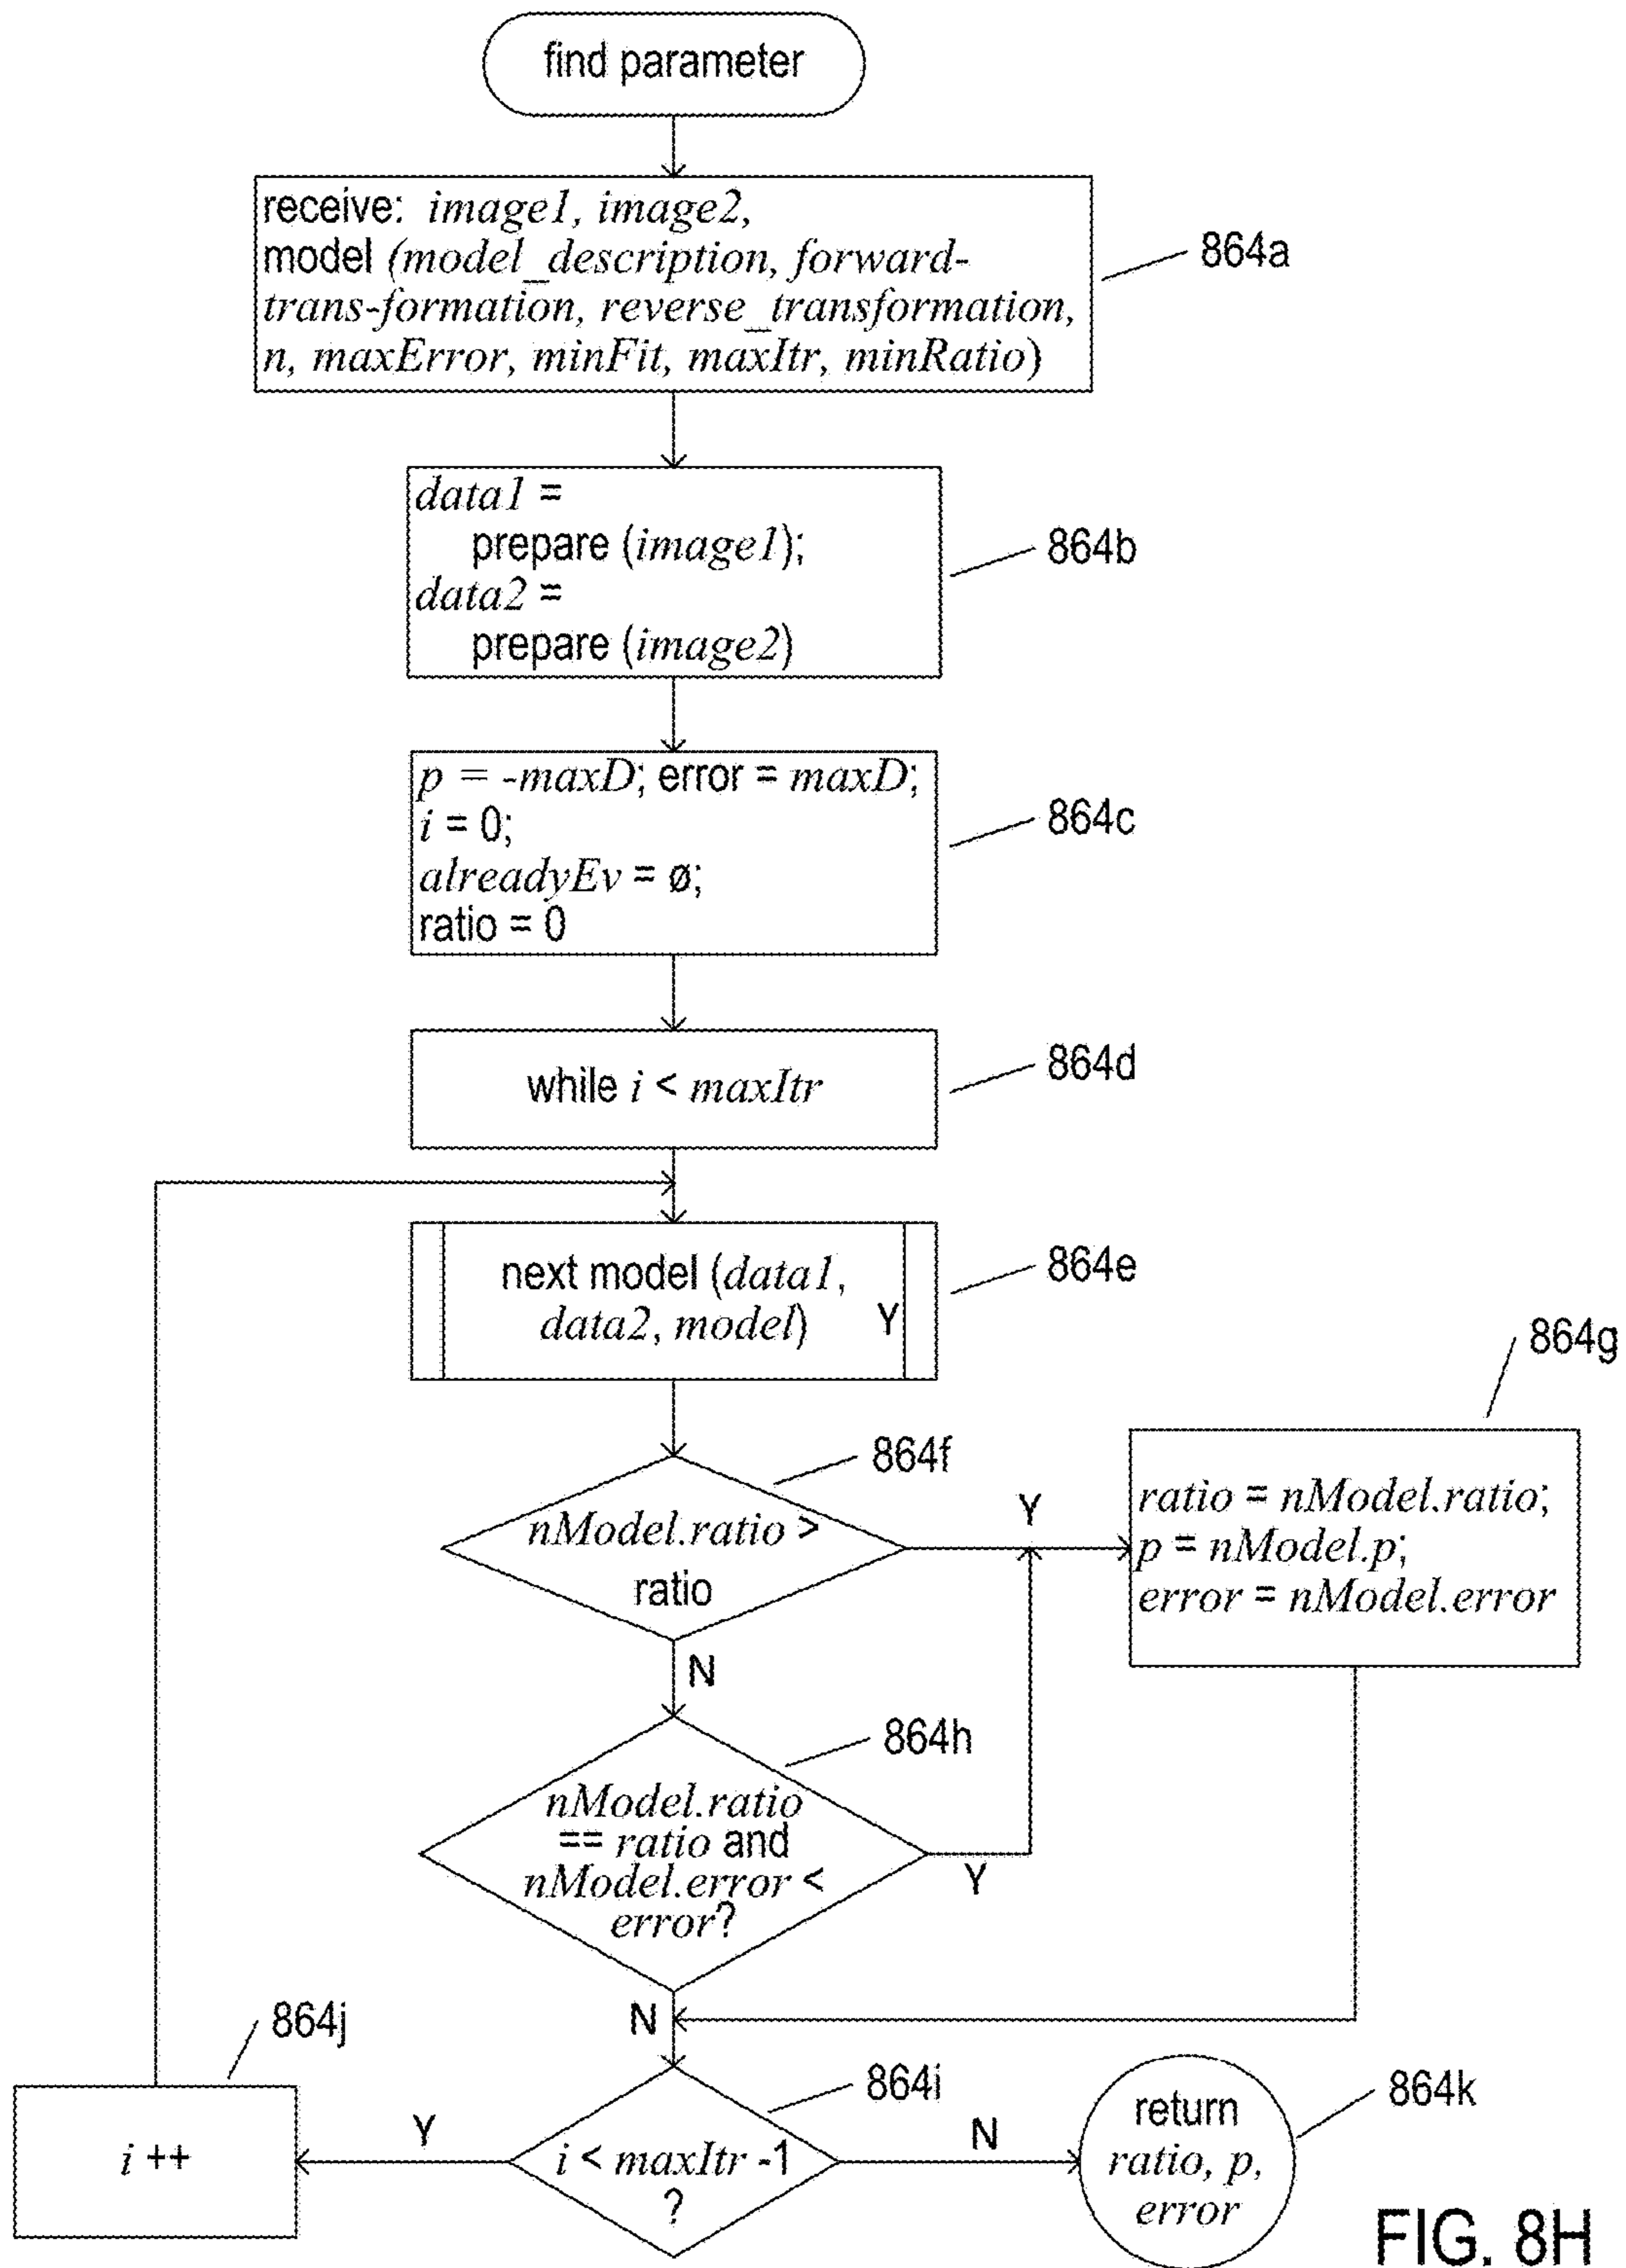 find parameter
receive: image1, image2,
model (model_description, forward-
trans-formation, reverse_transformation,
n, maxError, minFit, maxItr, minRatio)
864a
data1 =
prepare (image1);
data2 =
prepare (image2)
864b
p = -maxD; error = maxD;
i = 0;
alreadyEv = ø;
ratio = 0
864c
while i < maxItr
864d
next model (data1,
data2, model)
Y
864e
864f
nModel.ratio >
ratio
Y
N
864g
ratio = nModel.ratio;
p = nModel.p;
error = nModel.error
864h
nModel.ratio
== ratio and
nModel.error <
error?
Y
N
864j
i ++
Y
864i
i < maxItr -1
?
N
864k
return
ratio, p,
error
FIG. 8H